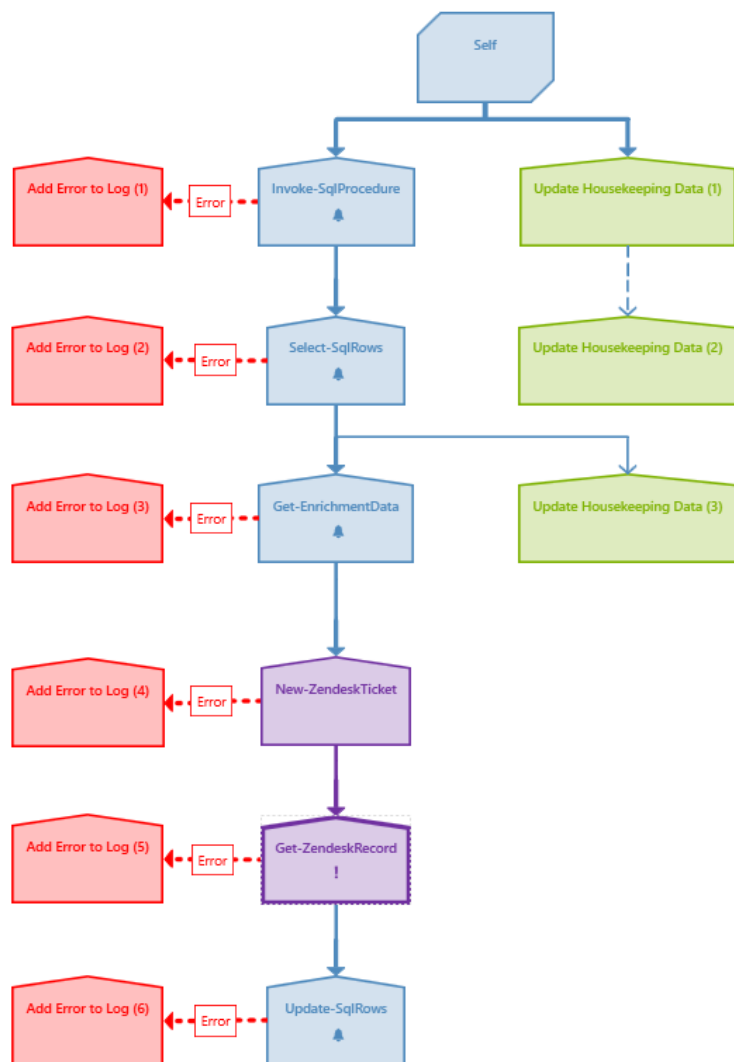 Self
Add Error to Log (1)
Error
Invoke-SqlProcedure
Update Housekeeping Data (1)
Add Error to Log (2)
Error
Select-SqlRows
Update Housekeeping Data (2)
Add Error to Log (3)
Error
Get-EnrichmentData
Update Housekeeping Data (3)
Add Error to Log (4)
Error
New-ZendeskTicket
Add Error to Log (5)
Error
Get-ZendeskRecord
!
Add Error to Log (6)
Error
Update-SqlRows